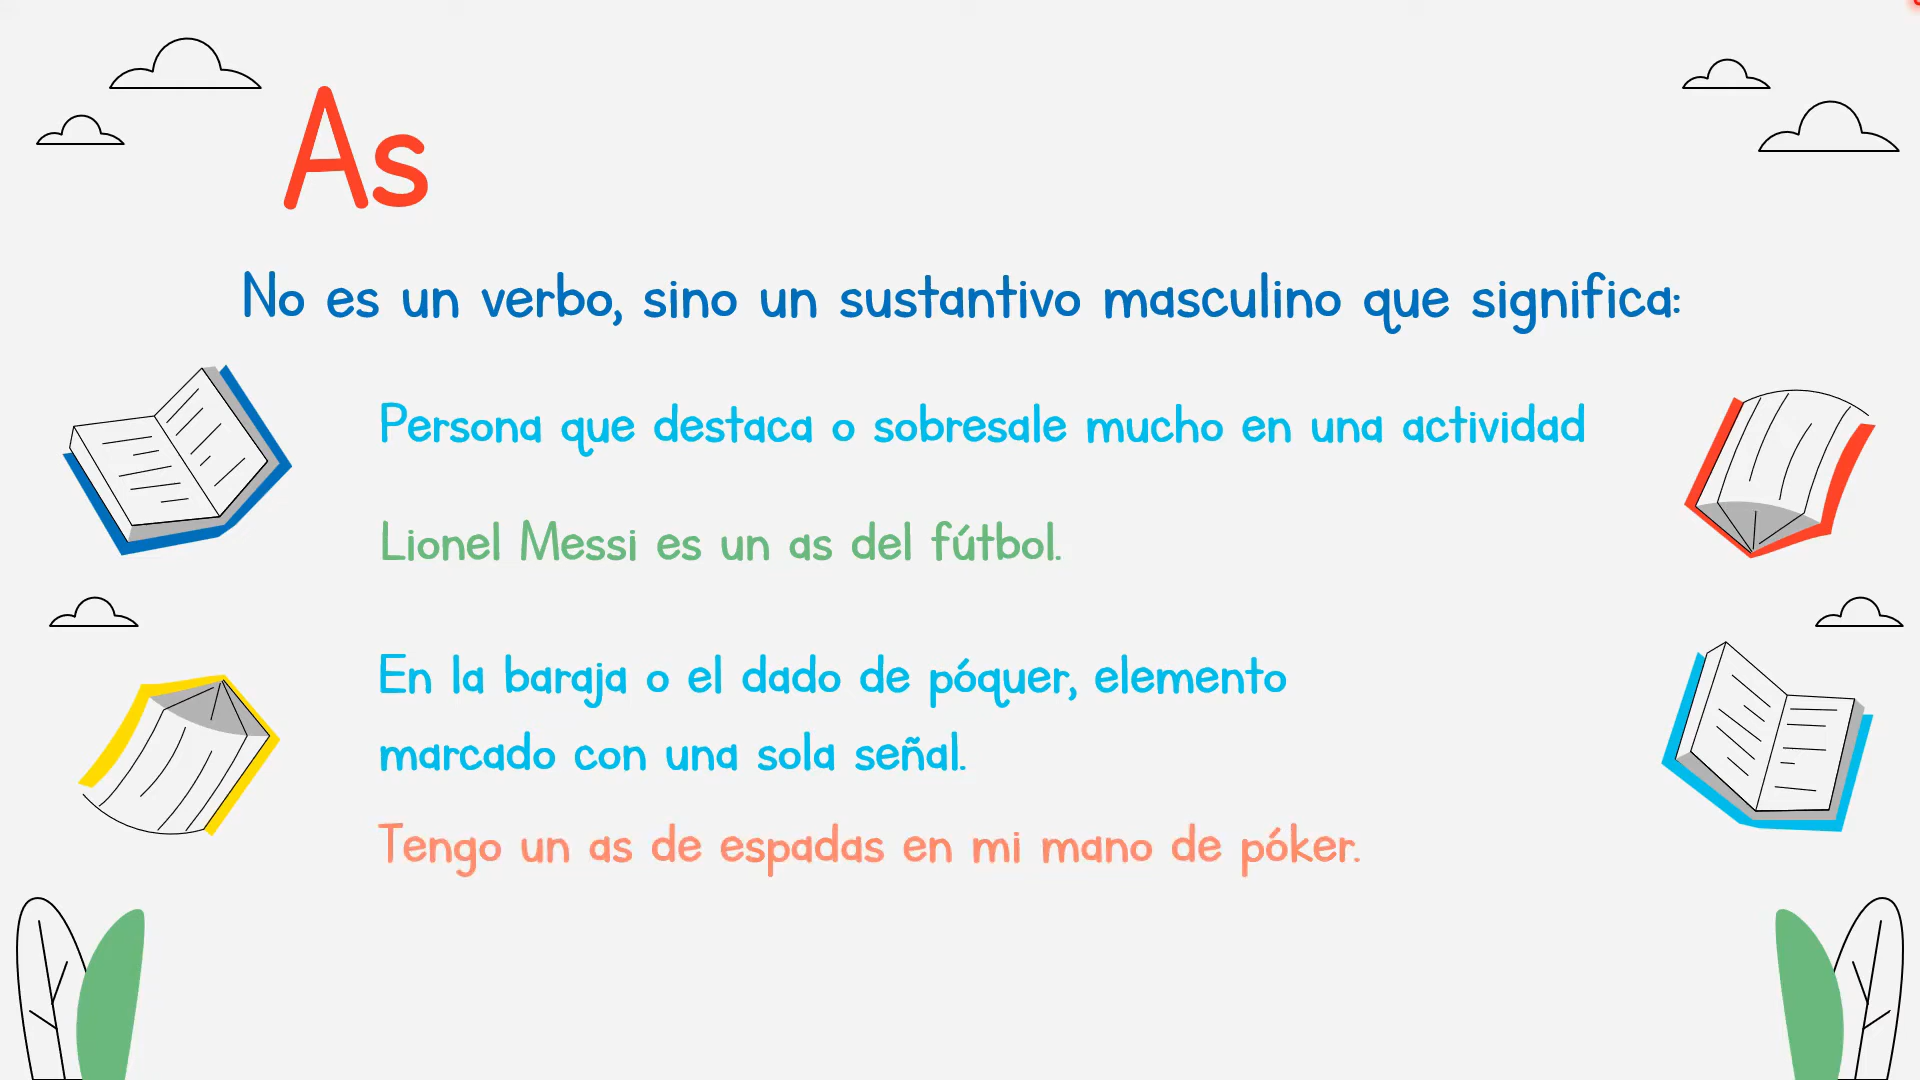 As
No es un verbo, sino un sustantivo masculino que significa:
Persona que destaca o sobresale mucho en una actividad
Lionel Messi es un as del fútbol.
En la baraja o el dado de póquer, elemento
marcado con una sola señal.
Tengo un as de espadas en mi mano de póker.